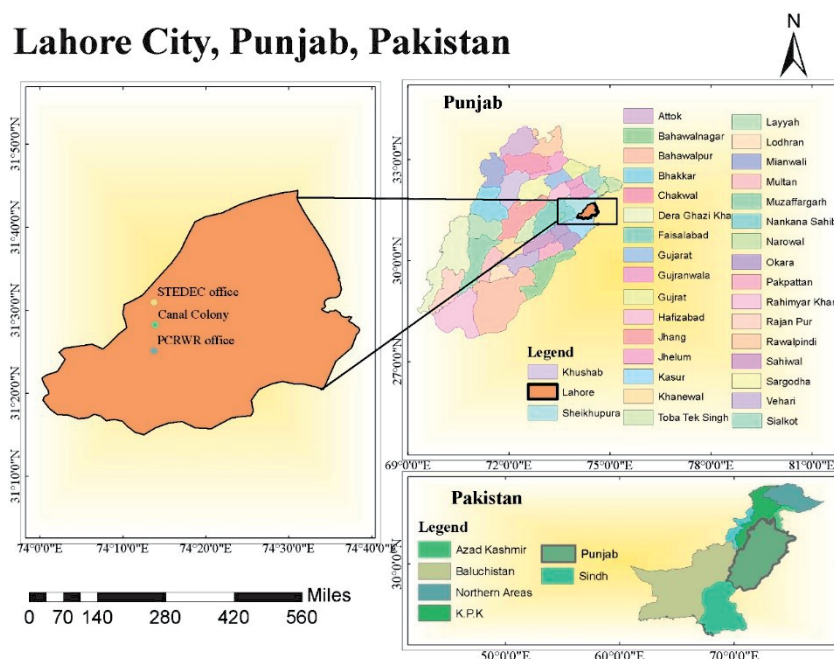 Lahore City, Punjab, Pakistan
N
31°50'0"N
31°40'0"N
31°30'0"N
31°20'0"N
31°10'0"N
STEDEC office
Canal Colony
PCRWR office
74°0'0"E
74°10'0"E
74°20'0"E
74°30'0"E
74°40'0"E
Miles
0 70 140 280 420 560
Punjab
33°0'0"N
30°0'0"N
27°0'0"N
Legend
Khushab
Lahore
Sheikhupura
Attok
Bahawalnagar
Bahawalpur
Bhakkar
Chakwal
Dera Ghazi Kha
Faisalabad
Gujarat
Gujranwala
Gujrat
Hafizabad
Jhang
Jhelum
Kasur
Khanewal
Toba Tek Singh
Layyah
Lodhran
Mianwali
Multan
Muzaffargarh
Nankana Sahib
Narowal
Okara
Pakpattan
Rahimyar Khan
Rajan Pur
Rawalpindi
Sahiwal
Sargodha
Vehari
Sialkot
69°0'0"E
72°0'0"E
75°0'0"E
78°0'0"E
81°0'0"
Pakistan
Legend
Azad Kashmir
Baluchistan
Northern Areas
K.P.K
Punjab
Sindh
30°0'0"N
50°0'0"E
60°0'0"E
70°0'0"E